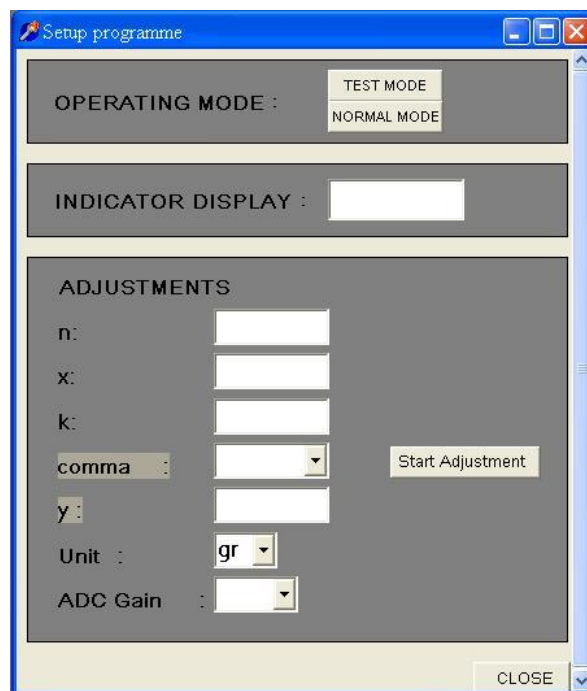 Setup programme
OPERATING MODE :
TEST MODE
NORMAL MODE
INDICATOR DISPLAY :
ADJUSTMENTS
n:
x:
k:
comma :
Start Adjustment
y :
Unit : gr
ADC Gain :
CLOSE